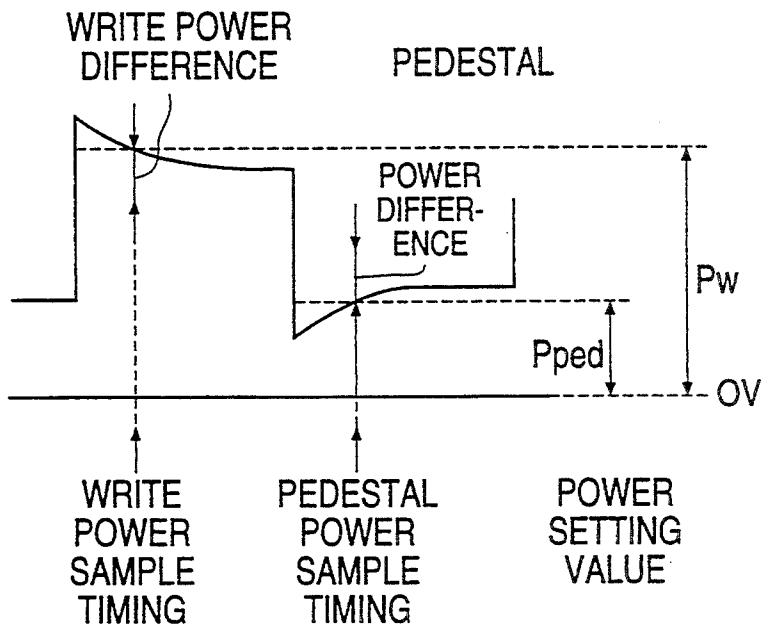 WRITE POWER
DIFFERENCE
PEDESTAL
POWER
DIFFER-
ENCE
Pw
Pped
OV
WRITE
POWER
SAMPLE
TIMING
PEDESTAL
POWER
SAMPLE
TIMING
POWER
SETTING
VALUE